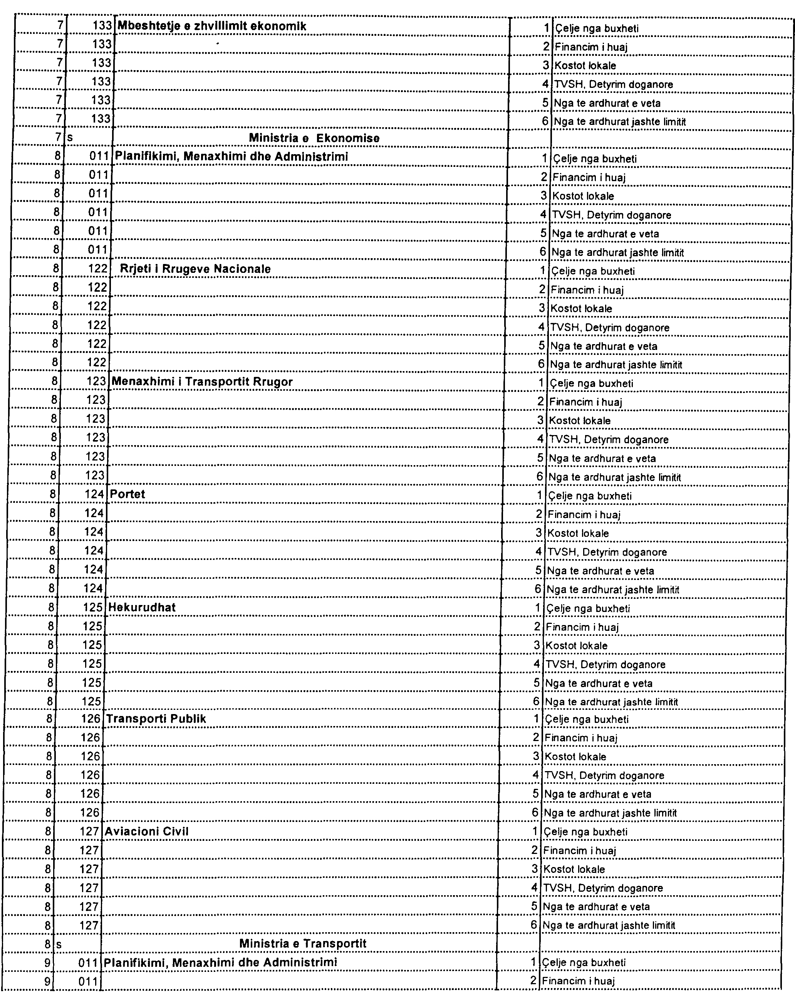 7 133 Mbeshtetje e zhvillimit ekonomik 1 Çelje nga buxheti
7 133 2 Financim i huaj
7 133 3 Kostot lokale
7 133 4 TVSH, Detyrim doganore
7 133 5 Nga te ardhurat e veta
7 133 6 Nga te ardhurat jashte limitit
7 s Ministria e Ekonomise
8 011 Planifikimi, Menaxhimi dhe Administrimi 1 Çelje nga buxheti
8 011 2 Financim i huaj
8 011 3 Kostot lokale
8 011 4 TVSH, Detyrim doganore
8 011 5 Nga te ardhurat e veta
8 011 6 Nga te ardhurat jashte limitit
8 122 Rrjeti i Rrugeve Nacionale 1 Çelje nga buxheti
8 122 2 Financim i huaj
8 122 3 Kostot lokale
8 122 4 TVSH, Detyrim doganore
8 122 5 Nga te ardhurat e veta
8 122 6 Nga te ardhurat jashte limitit
8 123 Menaxhimi i Transportit Rrugor 1 Çelje nga buxheti
8 123 2 Financim i huaj
8 123 3 Kostot lokale
8 123 4 TVSH, Detyrim doganore
8 123 5 Nga te ardhurat e veta
8 123 6 Nga te ardhurat jashte limitit
8 124 Portet 1 Çelje nga buxheti
8 124 2 Financim i huaj
8 124 3 Kostot lokale
8 124 4 TVSH, Detyrim doganore
8 124 5 Nga te ardhurat e veta
8 124 6 Nga te ardhurat jashte limitit
8 125 Hekurudhat 1 Çelje nga buxheti
8 125 2 Financim i huaj
8 125 3 Kostot lokale
8 125 4 TVSH, Detyrim doganore
8 125 5 Nga te ardhurat e veta
8 125 6 Nga te ardhurat jashte limitit
8 126 Transporti Publik 1 Çelje nga buxheti
8 126 2 Financim i huaj
8 126 3 Kostot lokale
8 126 4 TVSH, Detyrim doganore
8 126 5 Nga te ardhurat e veta
8 126 6 Nga te ardhurat jashte limitit
8 127 Aviacioni Civil 1 Çelje nga buxheti
8 127 2 Financim i huaj
8 127 3 Kostot lokale
8 127 4 TVSH, Detyrim doganore
8 127 5 Nga te ardhurat e veta
8 127 6 Nga te ardhurat jashte limitit
8 s Ministria e Transportit
9 011 Planifikimi, Menaxhimi dhe Administrimi 1 Çelje nga buxheti
9 011 2 Financim i huaj